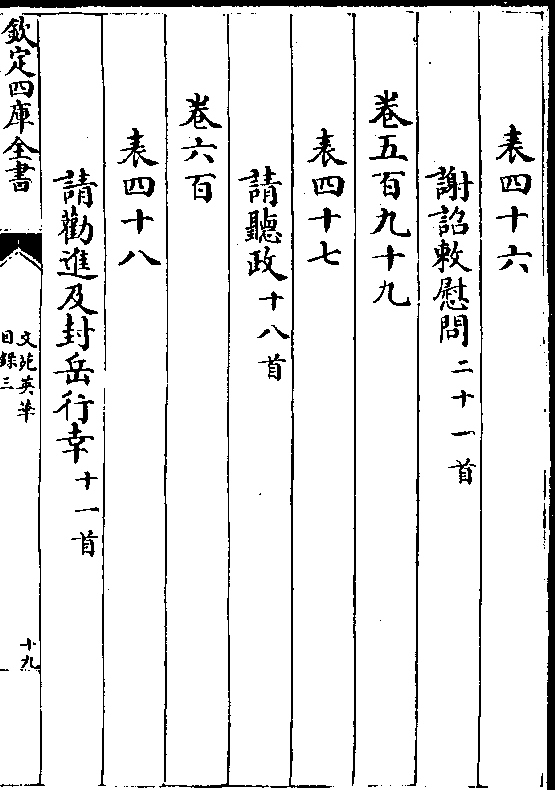 表四十六
謝詔敕慰問二十一首
卷五百九十九
表四十七
請聽政十八首
卷六百
表四十八
請勸進及封岳行幸十一首
欽定四庫全書
文苑英華
目錄三
十九